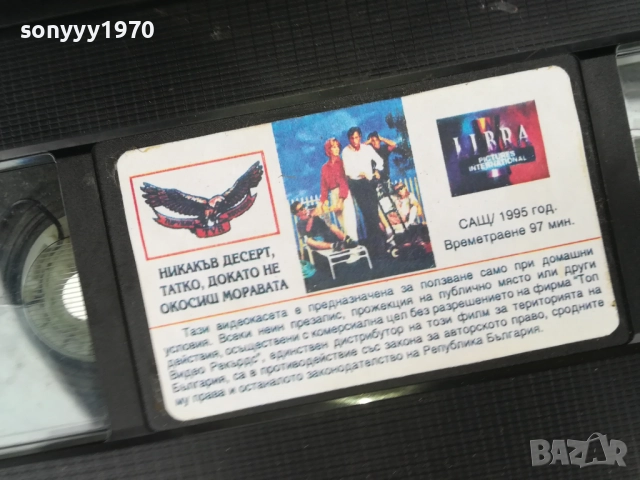 sonyyy1970
LIBRA
PICTURES
INTERNATIONAL
САЩ/ 1995 год.
Времетраене 97 мин.
НИКАКЪВ ДЕСЕРТ,
ТАТКО, ДОКАТО НЕ
ОКОСИШ МОРАВАТА
Тази видеокасета е предназначена за ползване само при домашни
условия. Всеки неин презапис, прожекция на публично място или други
действия, осъществени с комерсиална цел без разрешението на фирма "Топ
Видео Рекърдс", единствен дистрибутор на този филм за територията на
България, са в противодействие със закона за авторското право, сродните
му права и останалото законодателство на Република България.
BAZAR